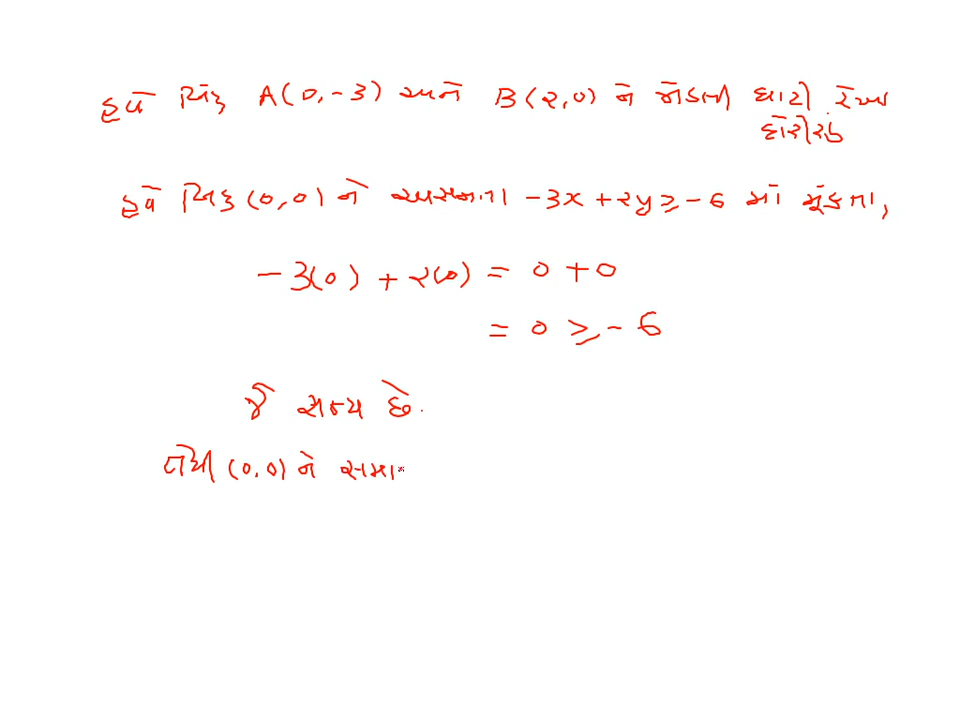 હવે બિંદુ A(0,-3) અને B(2,0) ને જોડતી ઘાટી રેખા
દોરીશું
હવે બિંદુ (0,0) ને અસમતા -3x + 2y ≥ -6 માં મૂકતા,
-3(0) + 2(0) = 0 + 0
= 0 ≥ -6
જે સત્ય છે.
તેથી (0,0) ને સમા